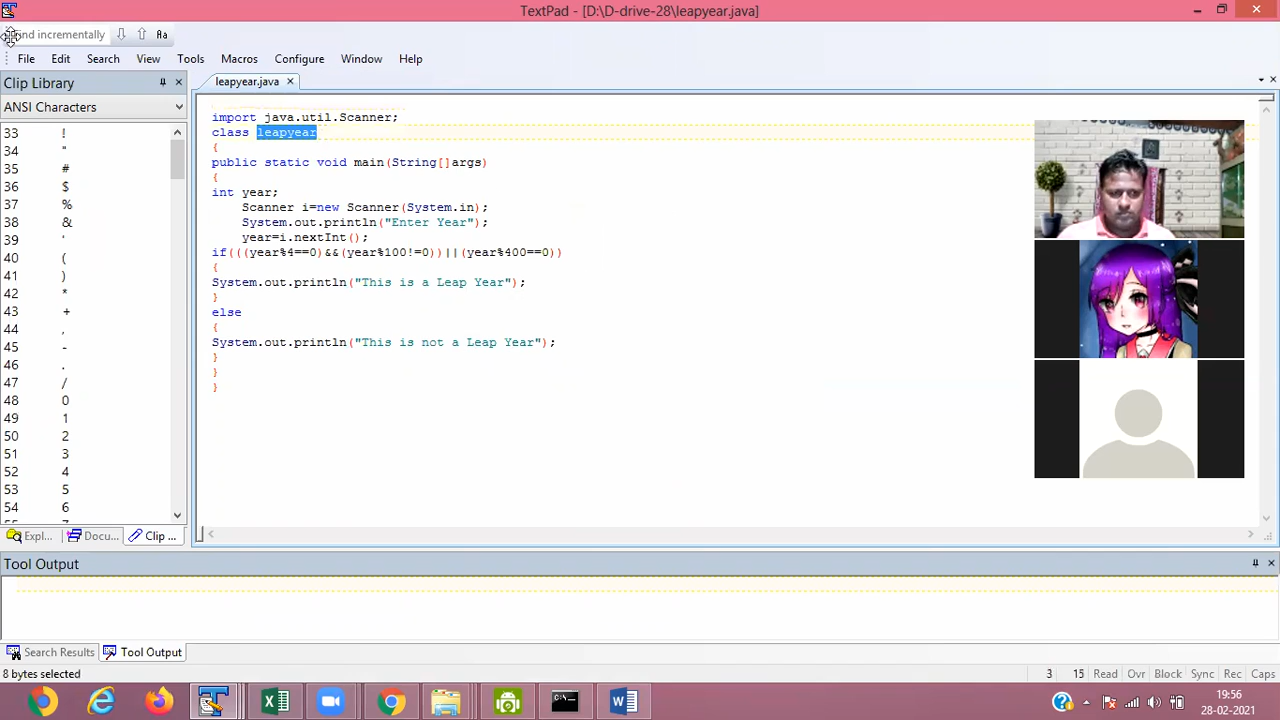 TextPad - [D:\D-drive-28\leapyear.java]
ind incrementally
Aa
File Edit Search View Tools Macros Configure Window Help
Clip Library
leapyear.java
ANSI Characters
33 !
34 "
35 #
36 $
37 %
38 &
39 '
40 (
41 )
42 *
43 +
44 ,
45 -
46 .
47 /
48 0
49 1
50 2
51 3
52 4
53 5
54 6
import java.util.Scanner;
class leapyear
{
public static void main(String[]args)
{
int year;
    Scanner i=new Scanner(System.in);
    System.out.println("Enter Year");
    year=i.nextInt();
if(((year%4==0)&&(year%100!=0))||(year%400==0))
{
System.out.println("This is a Leap Year");
}
else
{
System.out.println("This is not a Leap Year");
}
}
}
Expl... Docu... Clip ...
Tool Output
Search Results Tool Output
8 bytes selected 3 15 Read Ovr Block Sync Rec Caps
19:56
28-02-2021